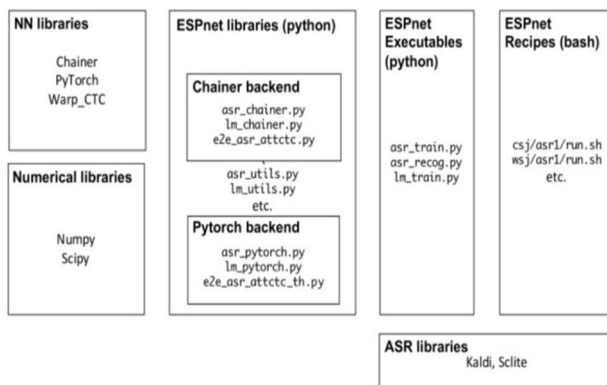 NN libraries
Chainer
PyTorch
Warp_CTC
Numerical libraries
Numpy
Scipy
ESPnet libraries (python)
Chainer backend
asr_chainer.py
lm_chainer.py
e2e_asr_attctc.py
asr_utils.py
lm_utils.py
etc.
Pytorch backend
asr_pytorch.py
lm_pytorch.py
e2e_asr_attctc_th.py
ESPnet
Executables
(python)
asr_train.py
asr_recog.py
lm_train.py
ESPnet
Recipes (bash)
csj/asr1/run.sh
wsj/asr1/run.sh
etc.
ASR libraries
Kaldi, Sclite